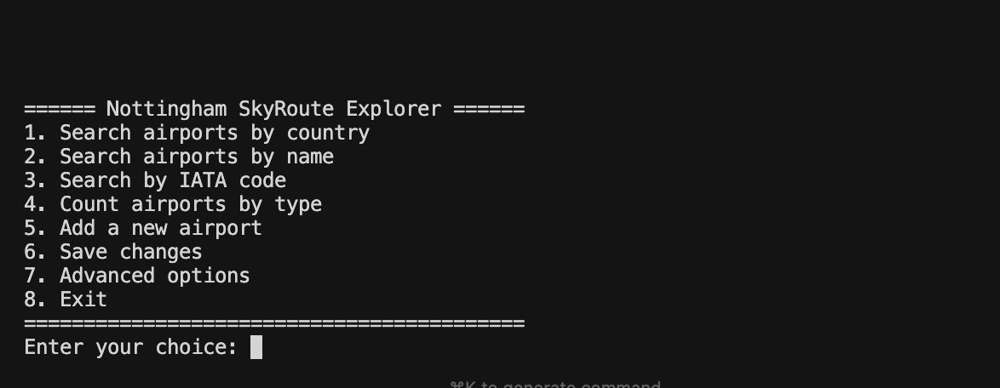 ====== Nottingham SkyRoute Explorer ======
1. Search airports by country
2. Search airports by name
3. Search by IATA code
4. Count airports by type
5. Add a new airport
6. Save changes
7. Advanced options
8. Exit
==========================================
Enter your choice:
⌘K to generate command